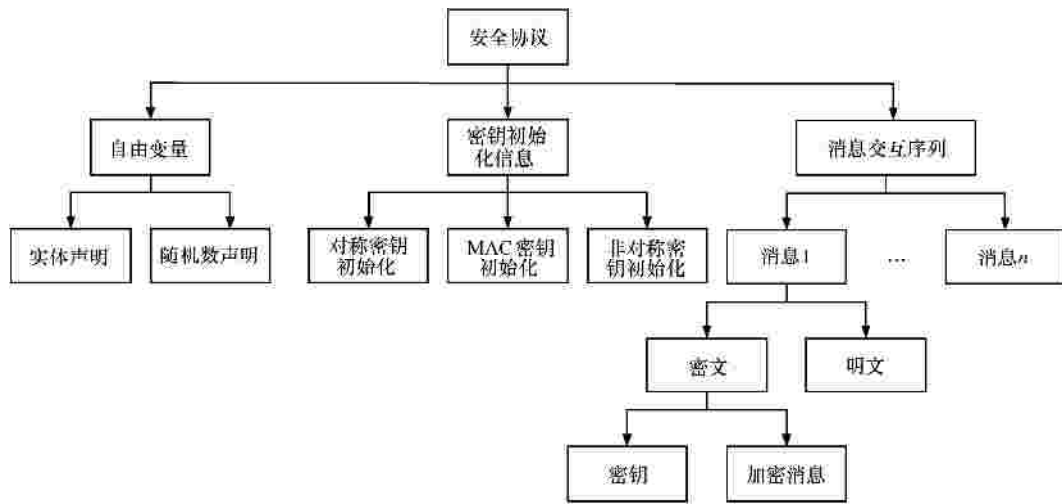 安全协议
自由变量
密钥初始
化信息
消息交互序列
实体声明
随机数声明
对称密钥
初始化
MAC密钥
初始化
非对称密
钥初始化
消息1
…
消息n
密文
明文
密钥
加密消息